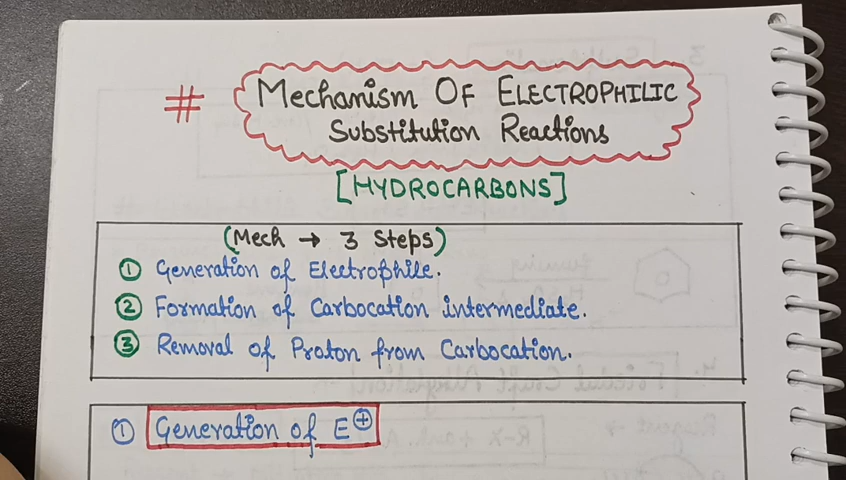 # Mechanism OF ELECTROPHILIC
Substitution Reactions
[HYDROCARBONS]
(Mech → 3 Steps)
① Generation of Electrophile.
② Formation of Carbocation intermediate.
③ Removal of Proton from Carbocation.
① Generation of E⊕